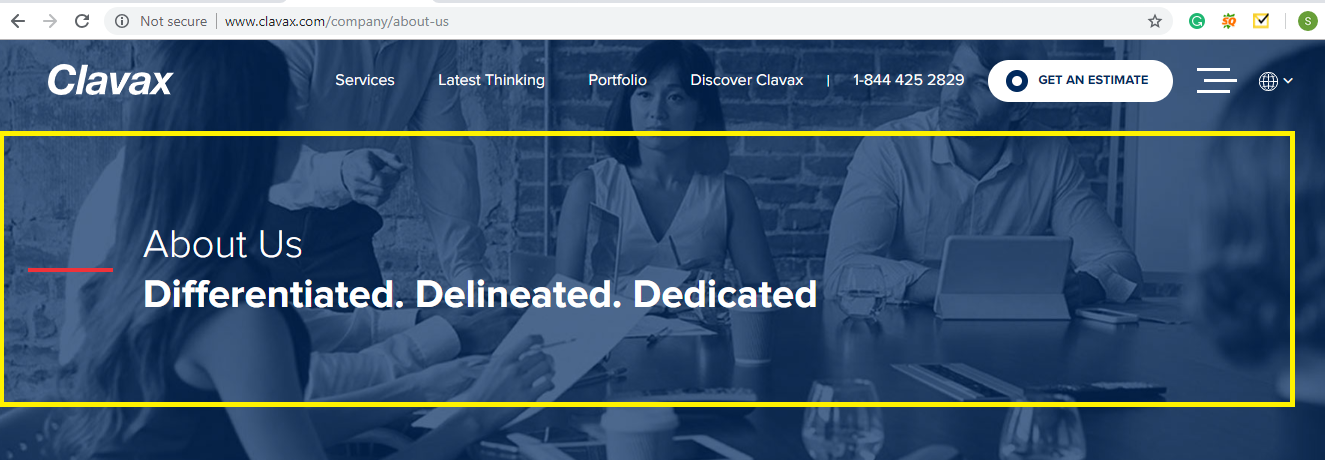 Not secure | www.clavax.com/company/about-us
S
Clavax
Services Latest Thinking Portfolio Discover Clavax | 1-844 425 2829 GET AN ESTIMATE
About Us
Differentiated. Delineated. Dedicated